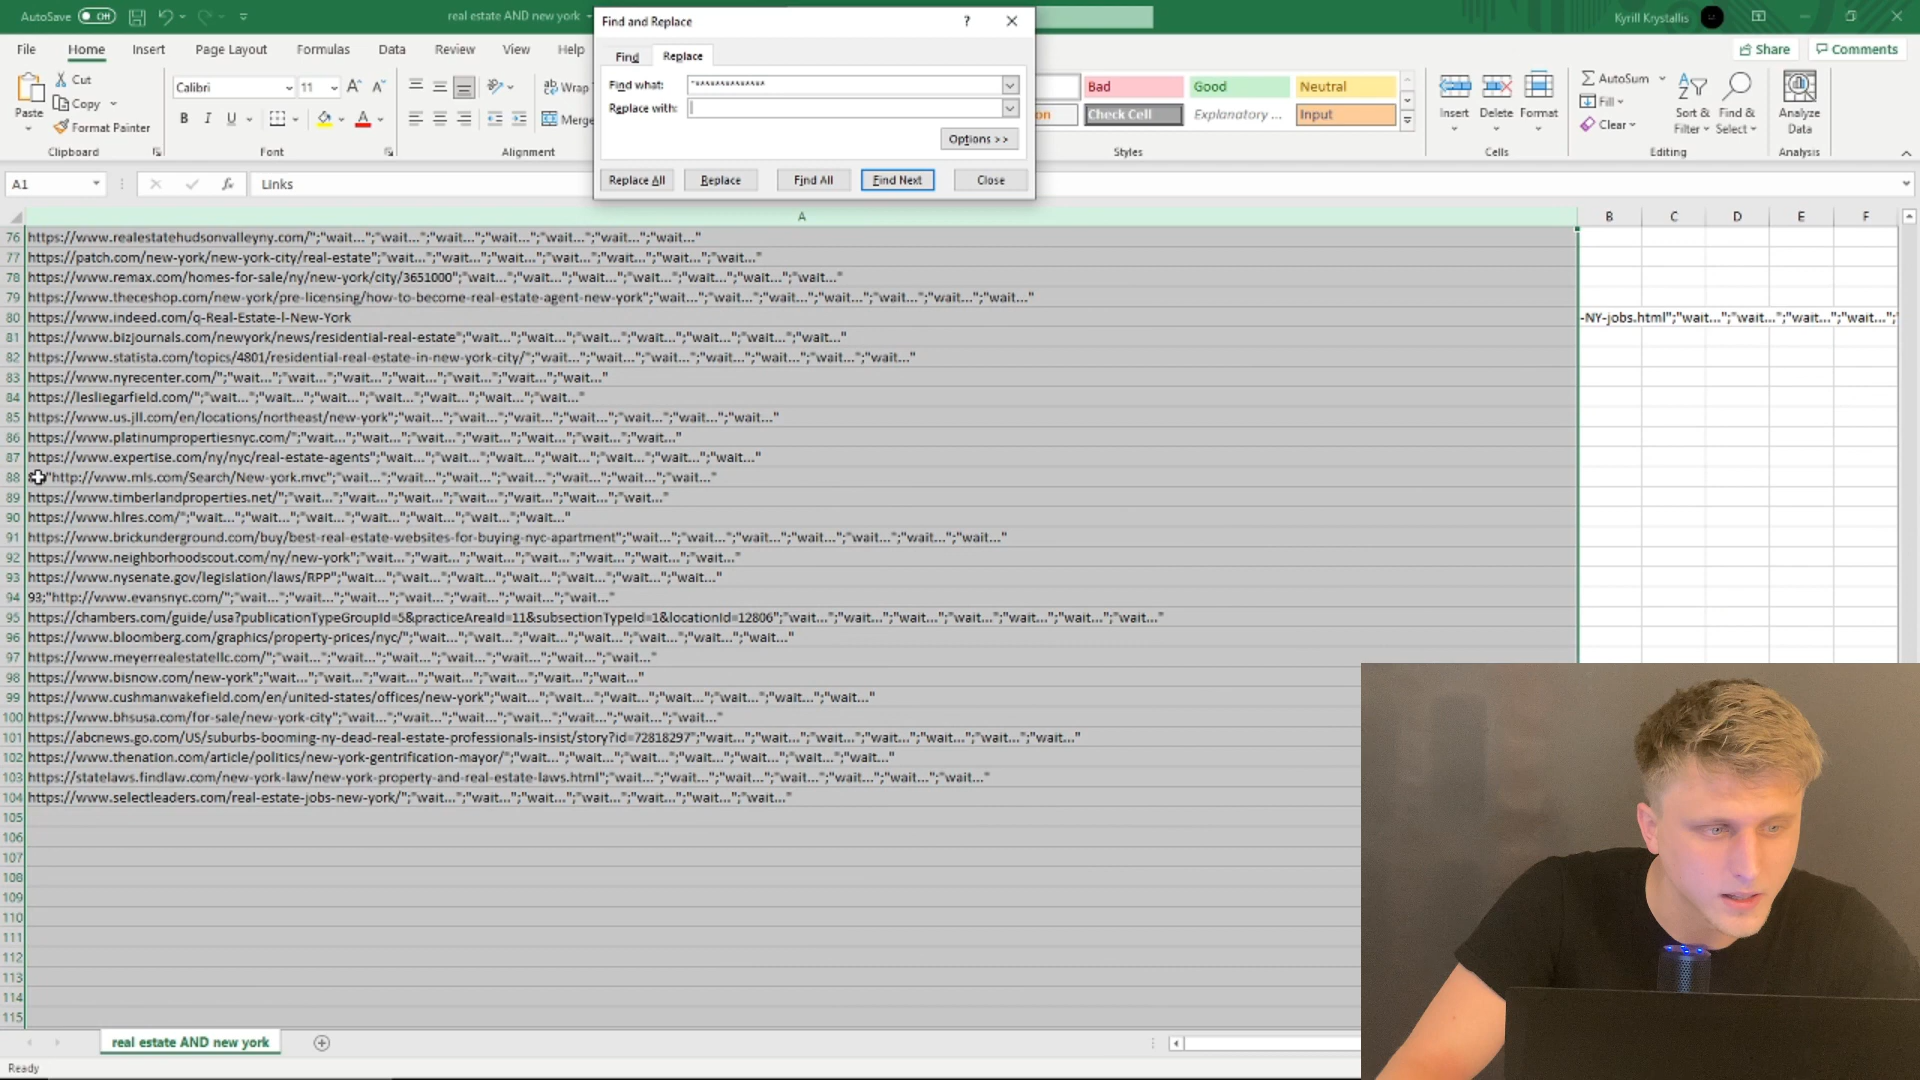 AutoSave Off real estate AND new york Kyrill Krystallis
File Home Insert Page Layout Formulas Data Review View Help Share Comments
Find and Replace ?
Find Replace
Find what:
Replace with:
Options >>
Replace All Replace Find All Find Next Close
Paste Cut Copy Format Painter
Calibri 11
B I U
Wrap
Merge
Bad Good Neutral
Check Cell Explanatory ... Input
Insert Delete Format
AutoSum Fill Clear
Sort & Filter Find & Select
Analyze Data
Clipboard Font Alignment Styles Cells Editing Analysis
A1 fx Links
A B C D E F
76 https://www.realestatehudsonvalleyny.com/";"wait...";"wait...";"wait...";"wait...";"wait...";"wait...";"wait..."
77 https://patch.com/new-york/new-york-city/real-estate";"wait...";"wait...";"wait...";"wait...";"wait...";"wait...";"wait..."
78 https://www.remax.com/homes-for-sale/ny/new-york/city/3651000";"wait...";"wait...";"wait...";"wait...";"wait...";"wait...";"wait..."
79 https://www.theceshop.com/new-york/pre-licensing/how-to-become-real-estate-agent-new-york";"wait...";"wait...";"wait...";"wait...";"wait...";"wait...";"wait..."
80 https://www.indeed.com/q-Real-Estate-l-New-York -NY-jobs.html";"wait...";"wait...";"wait...";"wait...";"
81 https://www.bizjournals.com/newyork/news/residential-real-estate";"wait...";"wait...";"wait...";"wait...";"wait...";"wait...";"wait..."
82 https://www.statista.com/topics/4801/residential-real-estate-in-new-york-city/";"wait...";"wait...";"wait...";"wait...";"wait...";"wait...";"wait..."
83 https://www.nyrecenter.com/";"wait...";"wait...";"wait...";"wait...";"wait...";"wait...";"wait..."
84 https://lesliegarfield.com/";"wait...";"wait...";"wait...";"wait...";"wait...";"wait...";"wait..."
85 https://www.us.jll.com/en/locations/northeast/new-york";"wait...";"wait...";"wait...";"wait...";"wait...";"wait...";"wait..."
86 https://www.platinumpropertiesnyc.com/";"wait...";"wait...";"wait...";"wait...";"wait...";"wait...";"wait..."
87 https://www.expertise.com/ny/nyc/real-estate-agents";"wait...";"wait...";"wait...";"wait...";"wait...";"wait...";"wait..."
88 "http://www.mls.com/Search/New-york.mvc";"wait...";"wait...";"wait...";"wait...";"wait...";"wait...";"wait..."
89 https://www.timberlandproperties.net/";"wait...";"wait...";"wait...";"wait...";"wait...";"wait...";"wait..."
90 https://www.hlres.com/";"wait...";"wait...";"wait...";"wait...";"wait...";"wait...";"wait..."
91 https://www.brickunderground.com/buy/best-real-estate-websites-for-buying-nyc-apartment";"wait...";"wait...";"wait...";"wait...";"wait...";"wait...";"wait..."
92 https://www.neighborhoodscout.com/ny/new-york";"wait...";"wait...";"wait...";"wait...";"wait...";"wait...";"wait..."
93 https://www.nysenate.gov/legislation/laws/RPP";"wait...";"wait...";"wait...";"wait...";"wait...";"wait...";"wait..."
94 93;"http://www.evansnyc.com/";"wait...";"wait...";"wait...";"wait...";"wait...";"wait...";"wait..."
95 https://chambers.com/guide/usa?publicationTypeGroupId=5&practiceAreaId=11&subsectionTypeId=1&locationId=12806";"wait...";"wait...";"wait...";"wait...";"wait...";"wait...";"wait..."
96 https://www.bloomberg.com/graphics/property-prices/nyc/";"wait...";"wait...";"wait...";"wait...";"wait...";"wait...";"wait..."
97 https://www.meyerrealestatellc.com/";"wait...";"wait...";"wait...";"wait...";"wait...";"wait...";"wait..."
98 https://www.bisnow.com/new-york";"wait...";"wait...";"wait...";"wait...";"wait...";"wait...";"wait..."
99 https://www.cushmanwakefield.com/en/united-states/offices/new-york";"wait...";"wait...";"wait...";"wait...";"wait...";"wait...";"wait..."
100 https://www.bhsusa.com/for-sale/new-york-city";"wait...";"wait...";"wait...";"wait...";"wait...";"wait...";"wait..."
101 https://abcnews.go.com/US/suburbs-booming-ny-dead-real-estate-professionals-insist/story?id=72818297";"wait...";"wait...";"wait...";"wait...";"wait...";"wait...";"wait..."
102 https://www.thenation.com/article/politics/new-york-gentrification-mayor/";"wait...";"wait...";"wait...";"wait...";"wait...";"wait...";"wait..."
103 https://statelaws.findlaw.com/new-york-law/new-york-property-and-real-estate-laws.html";"wait...";"wait...";"wait...";"wait...";"wait...";"wait...";"wait..."
104 https://www.selectleaders.com/real-estate-jobs-new-york/";"wait...";"wait...";"wait...";"wait...";"wait...";"wait...";"wait..."
105
106
107
108
109
110
111
112
113
114
115
real estate AND new york
Ready